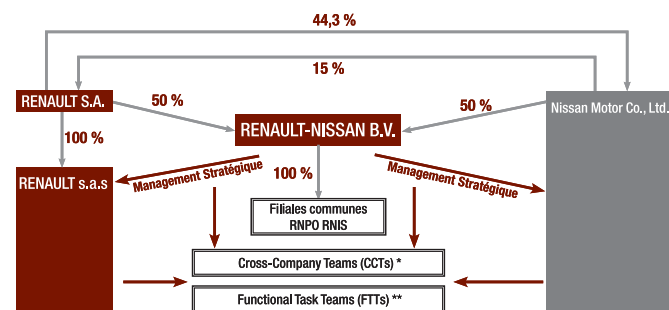 44,3 %
15 %
RENAULT S.A.
50 %
50 %
Nissan Motor Co., Ltd.
RENAULT-NISSAN B.V.
100 %
RENAULT s.a.s
Management Stratégique
100 %
Management Stratégique
Filiales communes
RNPO RNIS
Cross-Company Teams (CCTs) *
Functional Task Teams (FTTs) **